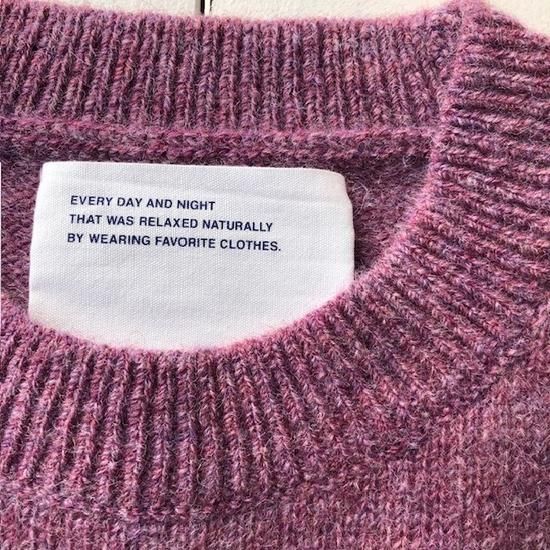 EVERY DAY AND NIGHT
THAT WAS RELAXED NATURALLY
BY WEARING FAVORITE CLOTHES.